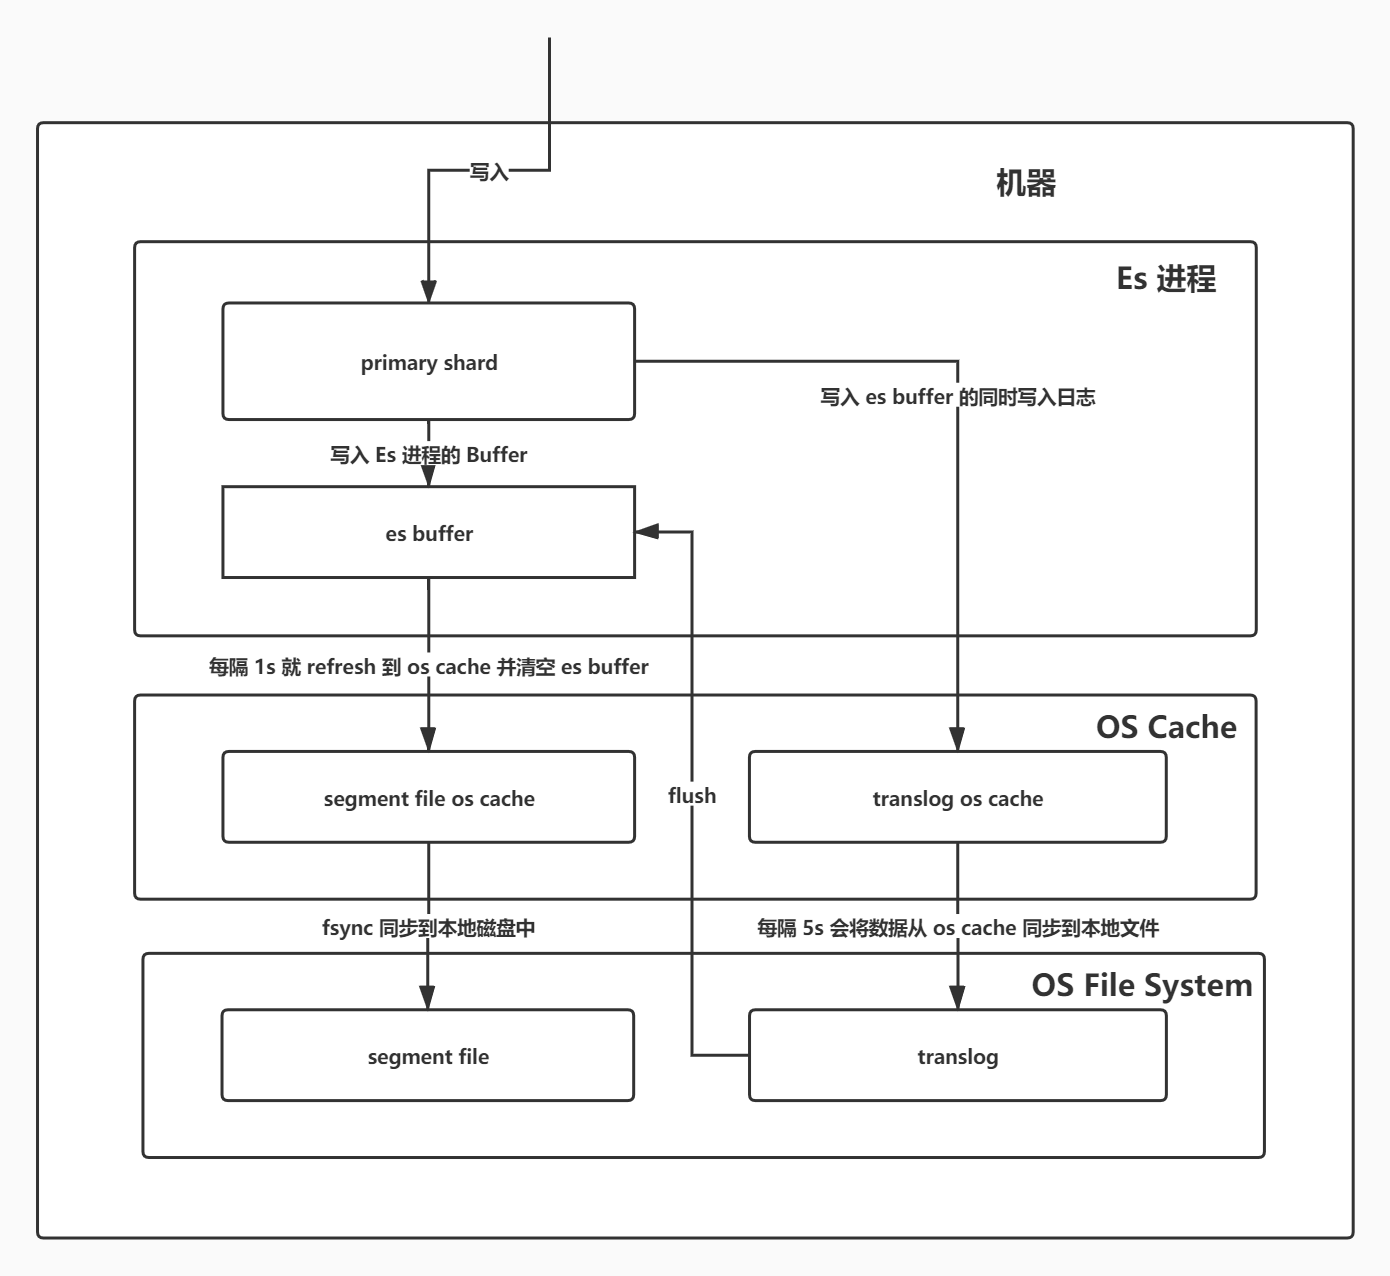 写入
机器
Es 进程
primary shard
写入 es buffer 的同时写入日志
写入 Es 进程的 Buffer
es buffer
每隔 1s 就 refresh 到 os cache 并清空 es buffer
OS Cache
segment file os cache
flush
translog os cache
fsync 同步到本地磁盘中
每隔 5s 会将数据从 os cache 同步到本地文件
OS File System
segment file
translog